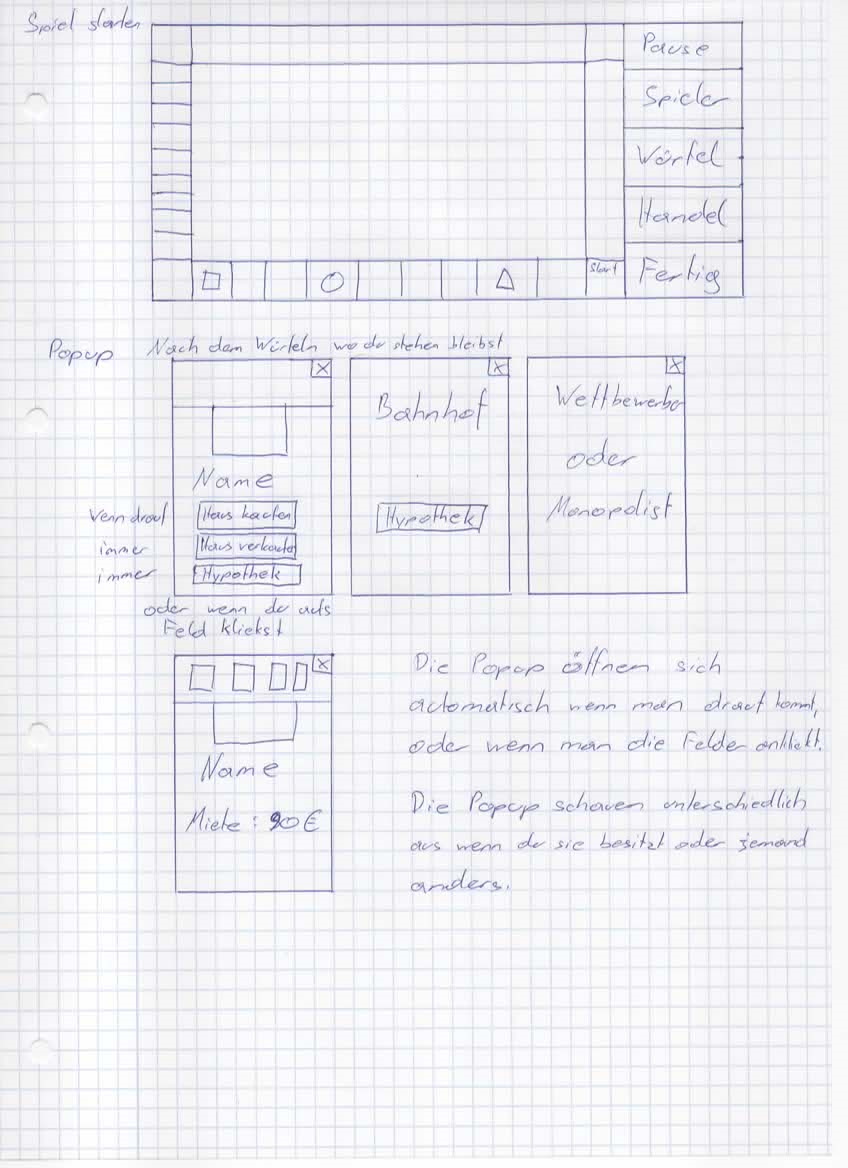 Spiel starten
Pause
Spieler
Würfel
Handel
Start
Fertig
Popup
Nach dem Würfeln wo du stehen bleibst
X
X
X
Name
Wenn drauf
Haus kaufen
immer
Haus verkaufen
immer
Hypothek
Bahnhof
Hypothek
Wettbewerber
oder
Monopolist
oder wenn du aufs
Feld klickst
X
Name
Miete : 90€
Die Popup öffnen sich
automatisch wenn man drauf kommt,
oder wenn man die Felder anklickt.
Die Popup schauen unterschiedlich
aus wenn du sie besitzt oder jemand
anders.